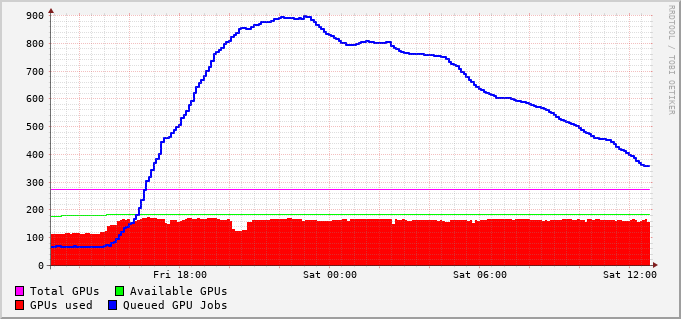 900
800
700
600
500
400
300
200
100
0
Fri 18:00 Sat 00:00 Sat 06:00 Sat 12:00
Total GPUs Available GPUs
GPUs used Queued GPU Jobs
RRDTOOL / TOBI OETIKER